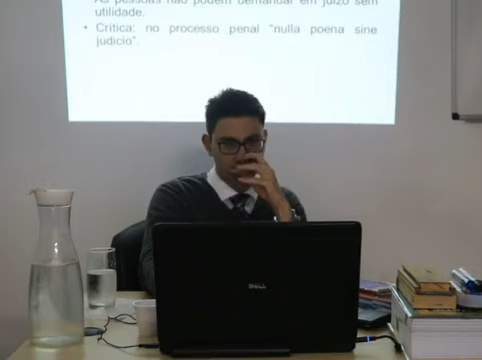 As pessoas não podem demandar em juízo sem
utilidade.
• Crítica: no processo penal "nulla poena sine
judicio".
DELL